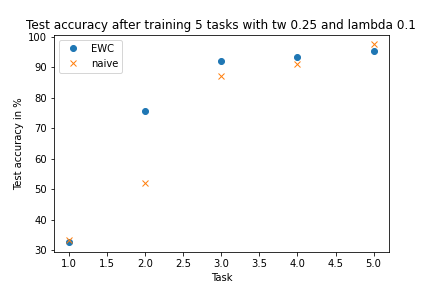 Test accuracy after training 5 tasks with tw 0.25 and lambda 0.1
100
90
80
70
60
50
40
30
Test accuracy in %
EWC
naive
1.0 1.5 2.0 2.5 3.0 3.5 4.0 4.5 5.0
Task